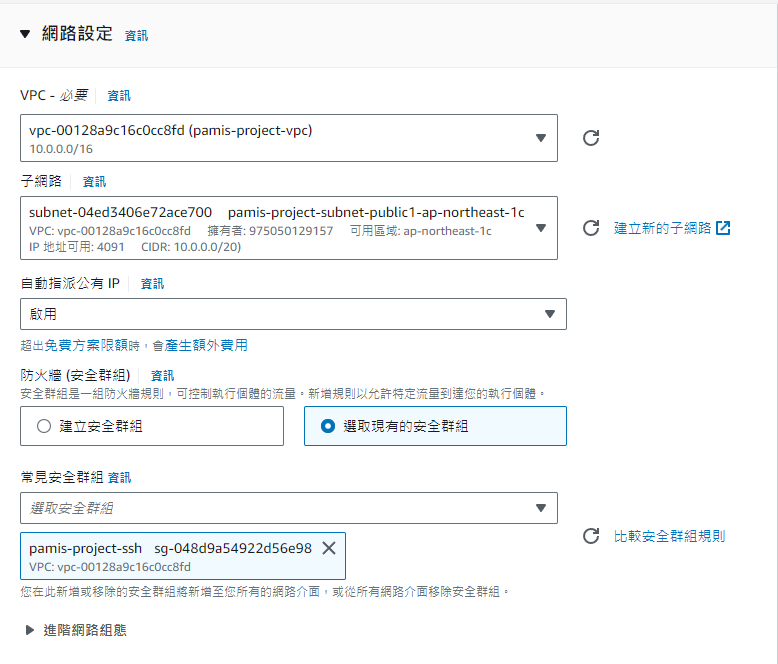 網路設定 資訊
VPC - 必要 資訊
vpc-00128a9c16c0cc8fd (pamis-project-vpc)
10.0.0.0/16
子網路 資訊
subnet-04ed3406e72ace700 pamis-project-subnet-public1-ap-northeast-1c
VPC: vpc-00128a9c16c0cc8fd 擁有者: 975050129157 可用區域: ap-northeast-1c
IP 地址可用: 4091 CIDR: 10.0.0.0/20)
建立新的子網路
自動指派公有 IP 資訊
啟用
超出免費方案限額時，會產生額外費用
防火牆 (安全群組) 資訊
安全群組是一組防火牆規則，可控制執行個體的流量。新增規則以允許特定流量到達您的執行個體。
建立安全群組 選取現有的安全群組
常見安全群組 資訊
選取安全群組
pamis-project-ssh sg-048d9a54922d56e98
VPC: vpc-00128a9c16c0cc8fd
比較安全群組規則
您在此新增或移除的安全群組將新增至您所有的網路介面，或從所有網路介面移除安全群組。
進階網路組態